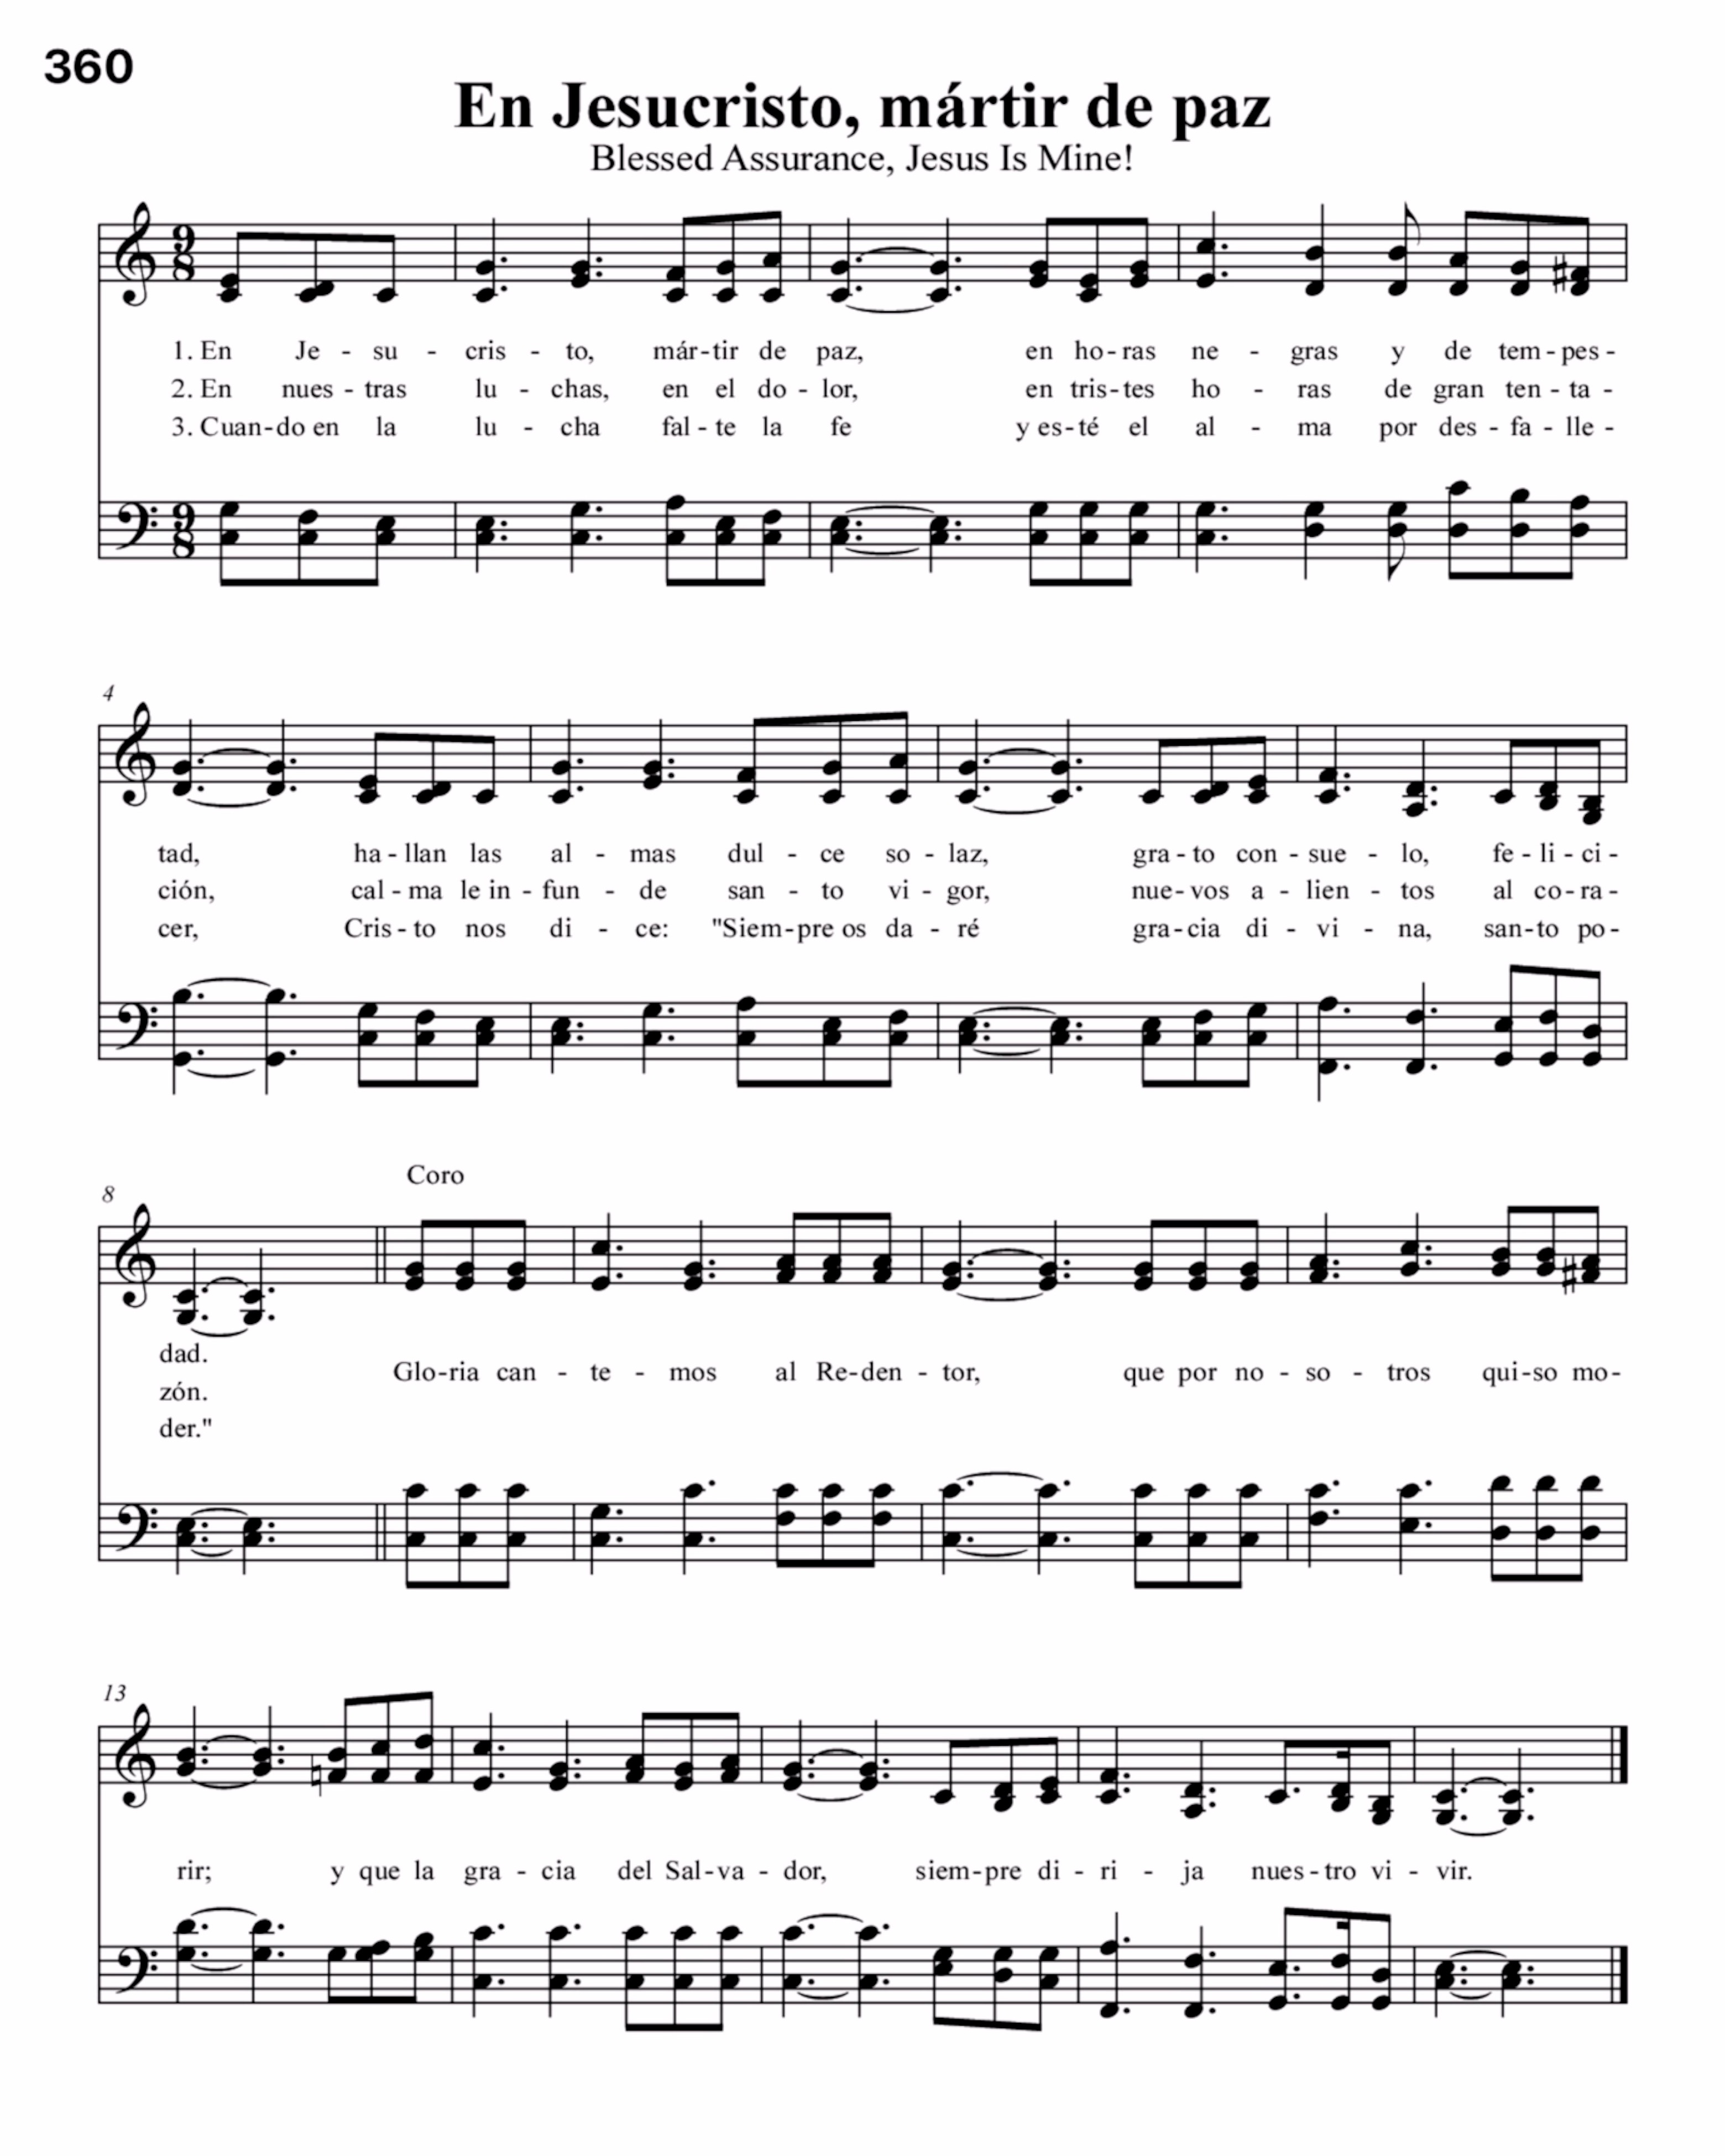 360
En Jesucristo, mártir de paz
Blessed Assurance, Jesus Is Mine!
9 8
1. En Je - su - cris - to, már-tir de paz, en ho-ras ne - gras y de tem-pes-
2. En nues - tras lu - chas, en el do - lor, en tris-tes ho - ras de gran ten - ta -
3. Cuan-do en la lu - cha fal - te la fe y es-té el al - ma por des - fa - lle -
9 8
4
tad, ha - llan las al - mas dul - ce so - laz, gra - to con - sue - lo, fe - li - ci -
ción, cal - ma le in - fun - de san - to vi - gor, nue- vos a - lien - tos al co - ra -
cer, Cris - to nos di - ce: "Siem-pre os da - ré gra-cia di - vi - na, san-to po -
8
Coro
dad.
Glo-ria can - te - mos al Re-den - tor, que por no - so - tros qui-so mo-
zón.
der."
13
rir; y que la gra - cia del Sal-va - dor, siem-pre di - ri - ja nues-tro vi - vir.